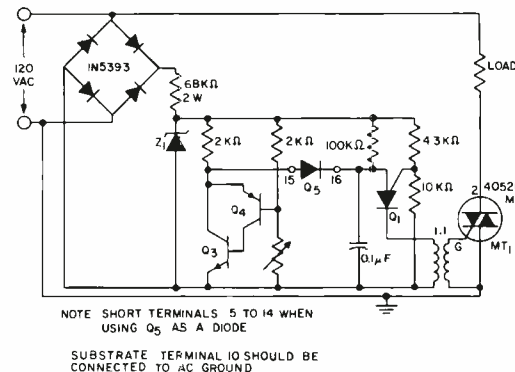 120
VAC
IN5393
68KΩ
2 W
LOAD
Z1
2KΩ
2KΩ
100KΩ
4.3KΩ
15
Q5
16
Q4
Q3
Q1
10KΩ
0.1μF
1.1
2
4052
M
G
MT1
NOTE SHORT TERMINALS 5 TO 14 WHEN
USING Q5 AS A DIODE
SUBSTRATE TERMINAL 10 SHOULD BE
CONNECTED TO AC GROUND